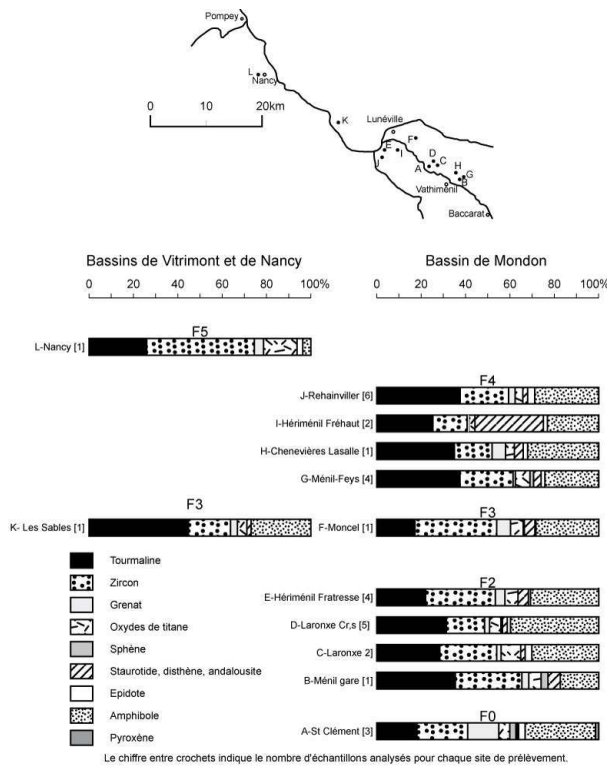 Pompey
L
Nancy
0 10 20km
K
Lunéville
F
E
I
J
D
C
A
H
G
B
Vathiménil
Baccarat
Bassins de Vitrimont et de Nancy
0 20 40 60 80 100%
Bassin de Mondon
0 20 40 60 80 100%
F5
L-Nancy [1]
F4
J-Rehainviller [6]
I-Hériménil Fréhaut [2]
H-Chenevières Lasalle [1]
G-Ménil-Feys [4]
F3
K- Les Sables [1]
F3
F-Moncel [1]
F2
E-Hériménil Fratresse [4]
D-Laronxe Cr,s [5]
C-Laronxe 2]
B-Ménil gare [1]
F0
A-St Clément [3]
Tourmaline
Zircon
Grenat
Oxydes de titane
Sphène
Staurotide, disthène, andalousite
Epidote
Amphibole
Pyroxène
Le chiffre entre crochets indique le nombre d'échantillons analysés pour chaque site de prélèvement.